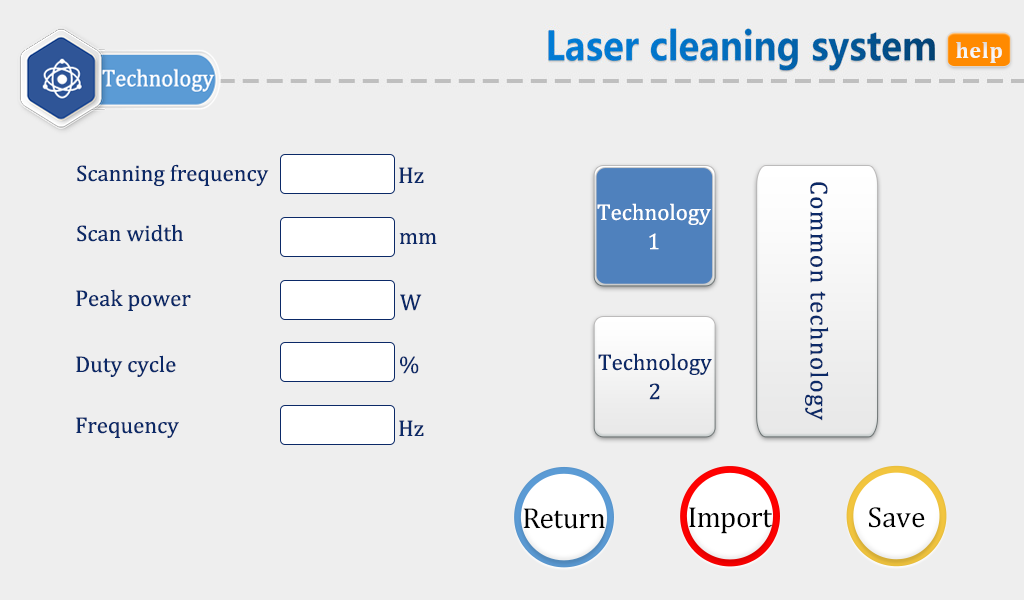 Laser cleaning system
help
Technology
Scanning frequency Hz
Scan width mm
Peak power W
Duty cycle %
Frequency Hz
Technology
1
Technology
2
Common technology
Return
Import
Save